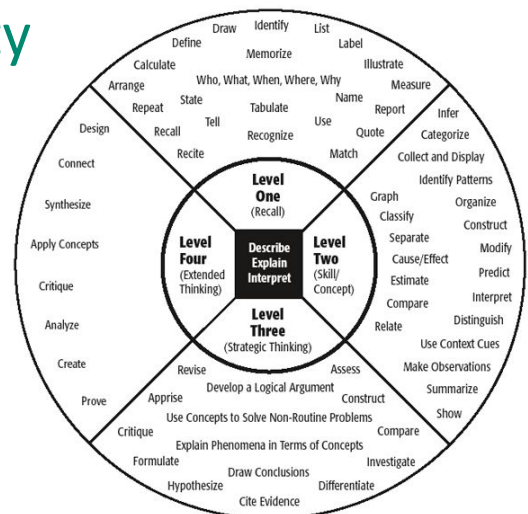 ty
Draw
Identify
List
Define
Label
Memorize
Calculate
Illustrate
Who, What, When, Where, Why
Arrange
Measure
State
Name
Repeat
Tabulate
Report
Tell
Use
Recall
Recognize
Quote
Recite
Match
Design
Connect
Synthesize
Apply Concepts
Critique
Analyze
Create
Prove
Level
One
(Recall)
Level
Four
(Extended
Thinking)
Describe
Explain
Interpret
Level
Two
(Skill/
Concept)
Level
Three
(Strategic Thinking)
Infer
Categorize
Collect and Display
Identify Patterns
Graph
Organize
Classify
Construct
Separate
Modify
Cause/Effect
Predict
Estimate
Interpret
Compare
Distinguish
Relate
Use Context Cues
Make Observations
Summarize
Show
Revise
Assess
Develop a Logical Argument
Apprise
Construct
Use Concepts to Solve Non-Routine Problems
Critique
Compare
Explain Phenomena in Terms of Concepts
Formulate
Investigate
Draw Conclusions
Hypothesize
Differentiate
Cite Evidence